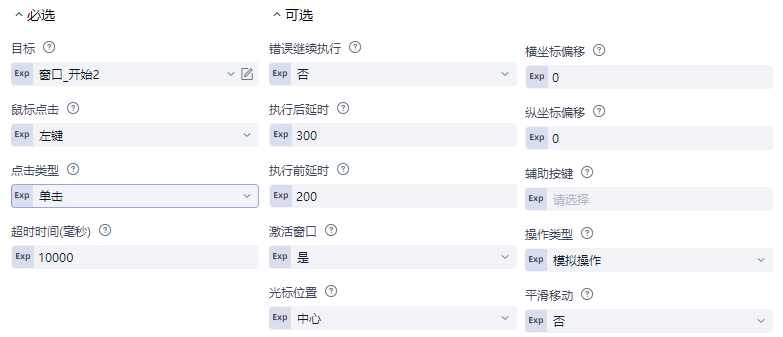 必选
目标
Exp 窗口_开始2
鼠标点击
Exp 左键
点击类型
Exp 单击
超时时间(毫秒)
Exp 10000
可选
错误继续执行
Exp 否
执行后延时
Exp 300
执行前延时
Exp 200
激活窗口
Exp 是
光标位置
Exp 中心
横坐标偏移
Exp 0
纵坐标偏移
Exp 0
辅助按键
Exp 请选择
操作类型
Exp 模拟操作
平滑移动
Exp 否